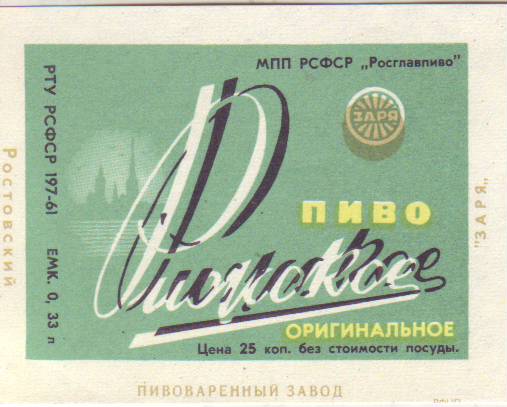 МПП РСФСР „Росглавпиво"
ЗАРЯ
РТУ РСФСР 197-61 ЕМК. 0, 33 л
ПИВО
Рижское
ОРИГИНАЛЬНОЕ
Цена 25 коп. без стоимости посуды.
Ростовский
"ЗАРЯ„
ПИВОВАРЕННЫЙ ЗАВОД